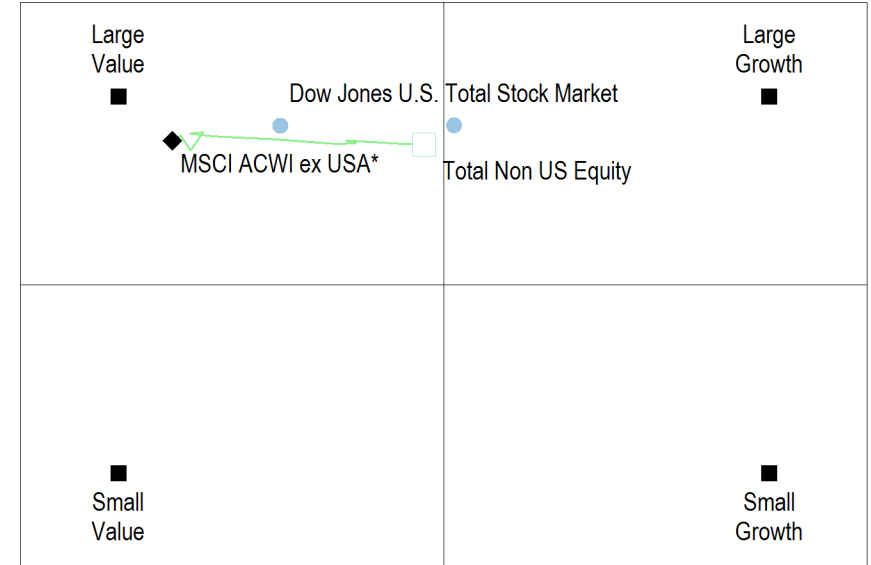 Large
Value
Large
Growth
Dow Jones U.S. Total Stock Market
MSCI ACWI ex USA*
Total Non US Equity
Small
Value
Small
Growth